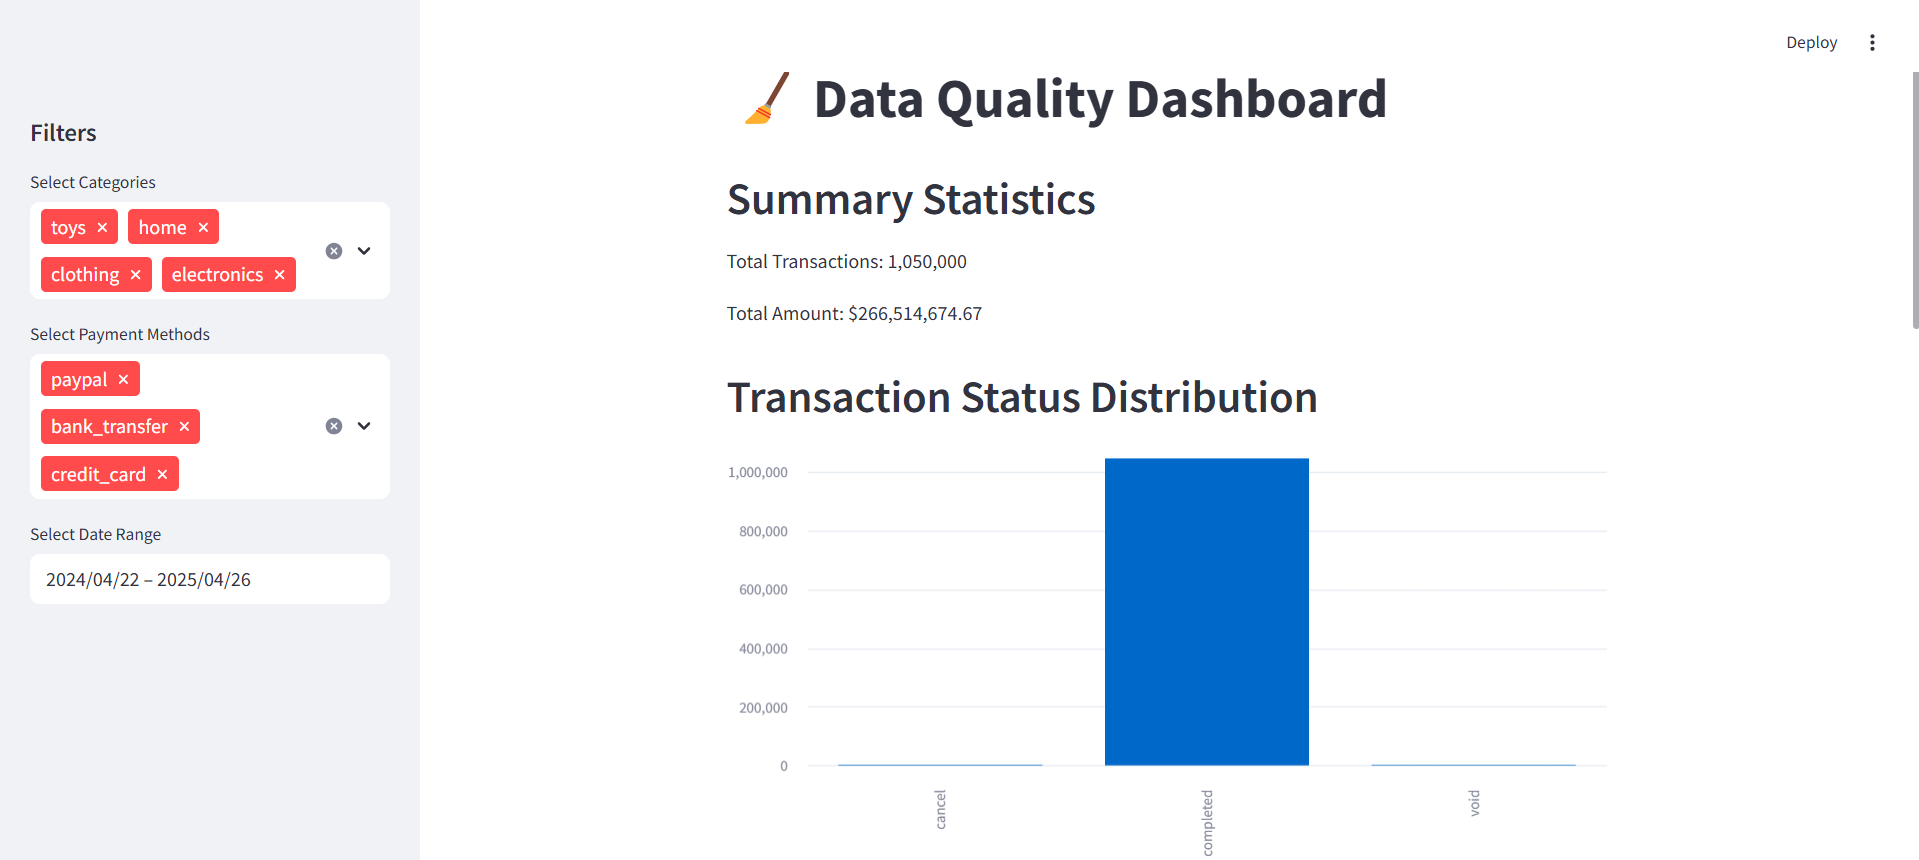 Deploy
Filters
Select Categories
toys × home ×
clothing × electronics ×
Select Payment Methods
paypal ×
bank_transfer ×
credit_card ×
Select Date Range
2024/04/22 – 2025/04/26
Data Quality Dashboard
Summary Statistics
Total Transactions: 1,050,000
Total Amount: $266,514,674.67
Transaction Status Distribution
1,000,000
800,000
600,000
400,000
200,000
0
cancel
completed
void